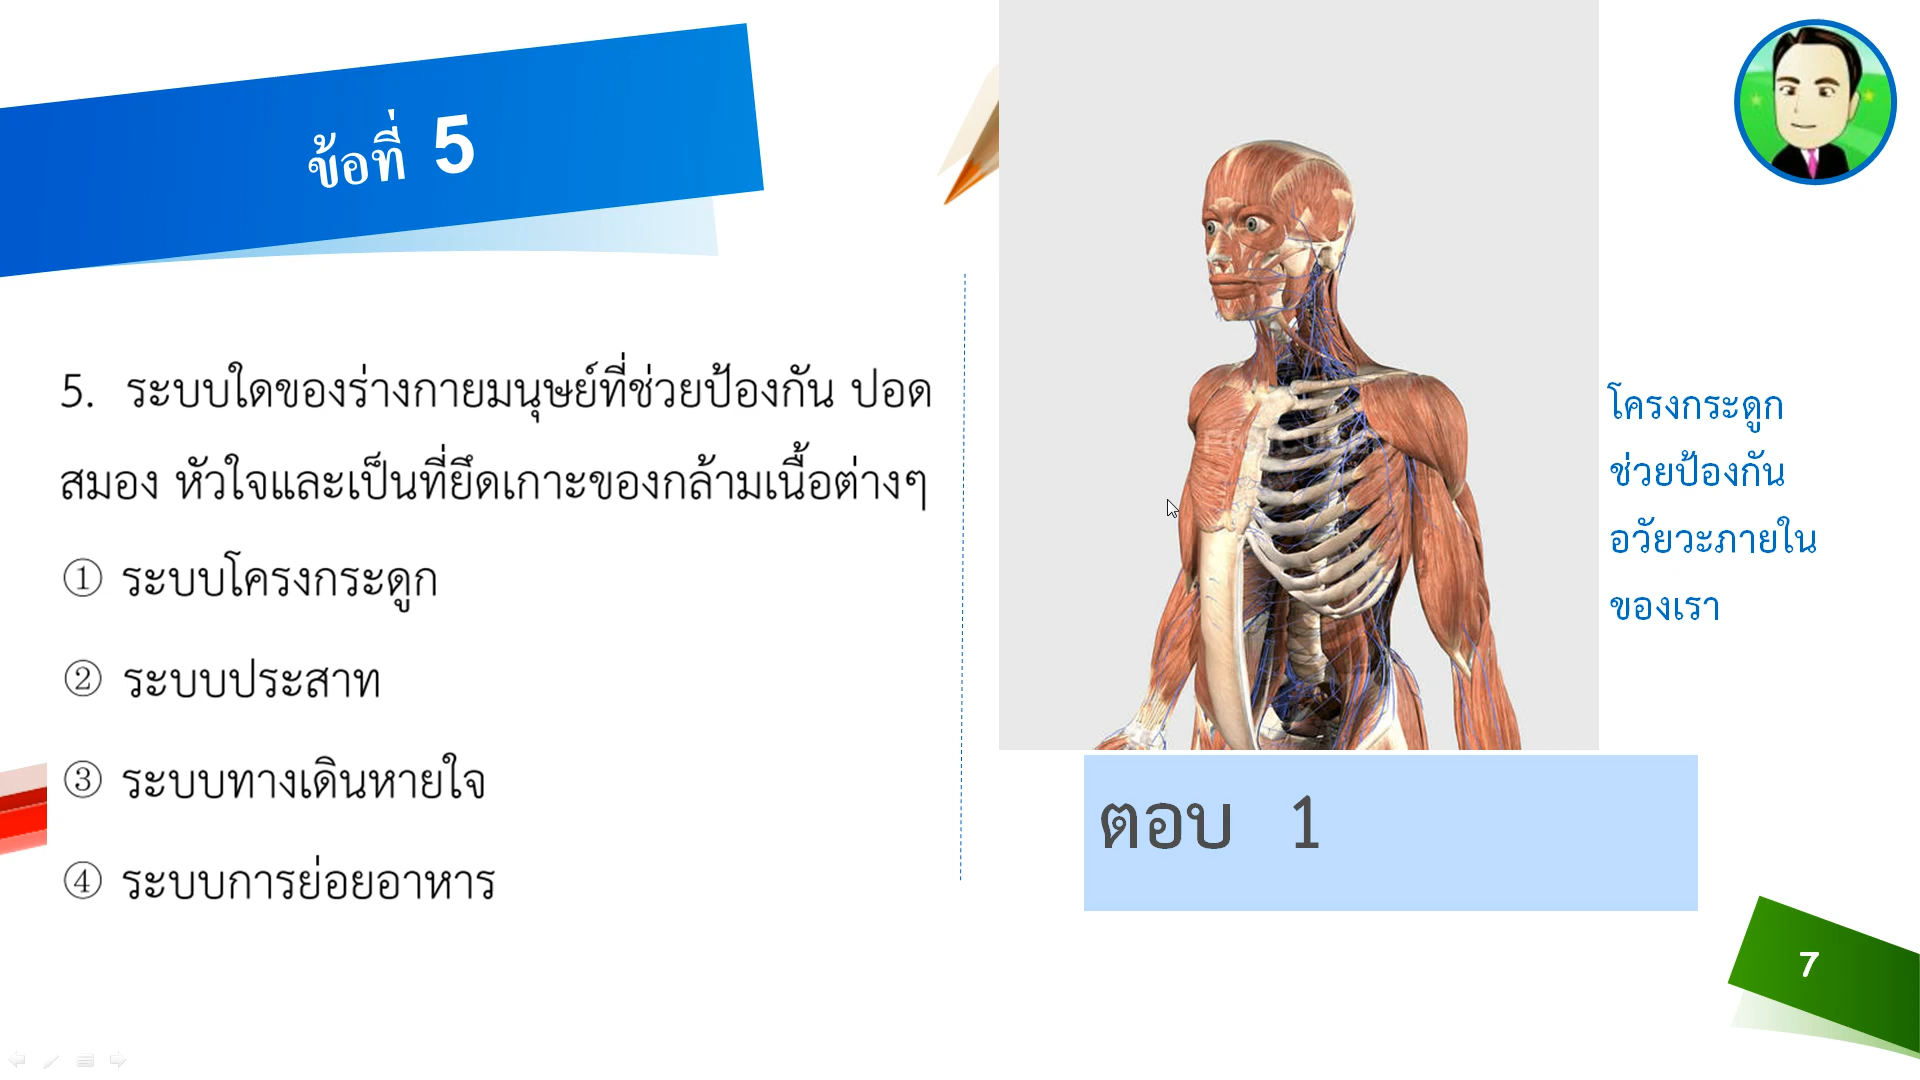 ข้อที่ 5
5. ระบบใดของร่างกายมนุษย์ที่ช่วยป้องกัน ปอด
สมอง หัวใจและเป็นที่ยึดเกาะของกล้ามเนื้อต่างๆ
① ระบบโครงกระดูก
② ระบบประสาท
③ ระบบทางเดินหายใจ
④ ระบบการย่อยอาหาร
โครงกระดูก
ช่วยป้องกัน
อวัยวะภายใน
ของเรา
ตอบ 1
7